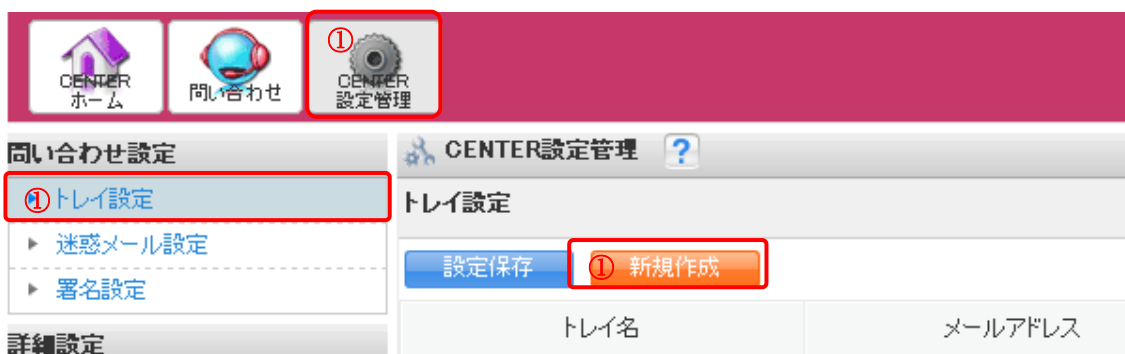 CENTER
ホーム
問い合わせ
①
CENTER
設定管理
問い合わせ設定
①トレイ設定
迷惑メール設定
署名設定
詳細設定
CENTER設定管理 ?
トレイ設定
設定保存 ① 新規作成
トレイ名 メールアドレス